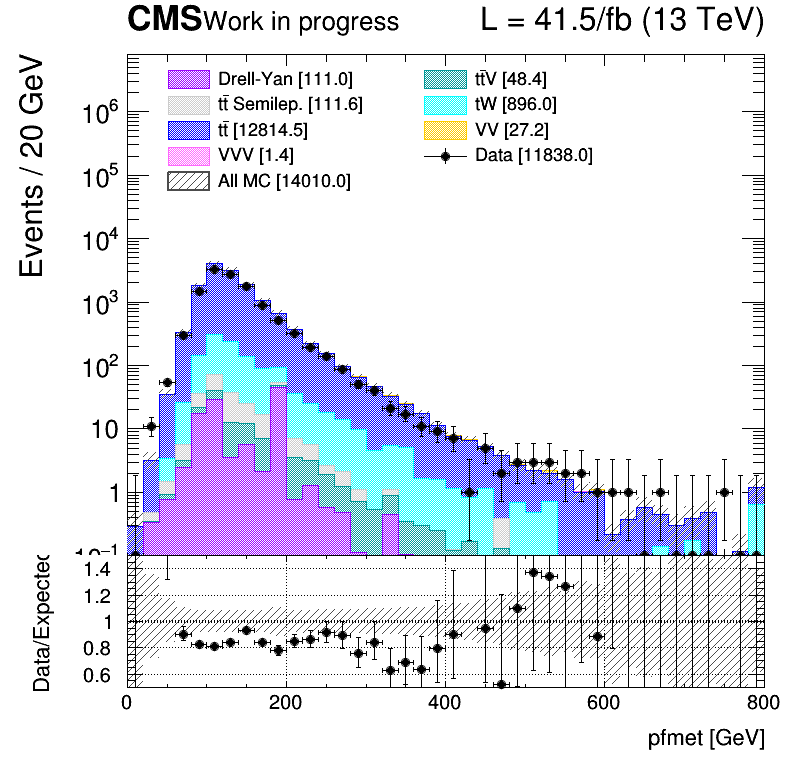 CMS Work in progress L = 41.5/fb (13 TeV)
Events / 20 GeV
Drell-Yan [111.0]
tt̄ Semilep. [111.6]
tt̄ [12814.5]
VVV [1.4]
All MC [14010.0]
tt̄V [48.4]
tW [896.0]
VV [27.2]
Data [11838.0]
10⁶
10⁵
10⁴
10³
10²
10
1
10⁻¹
Data/Expected
1.4
1.2
1
0.8
0.6
0 200 400 600 800
pfmet [GeV]